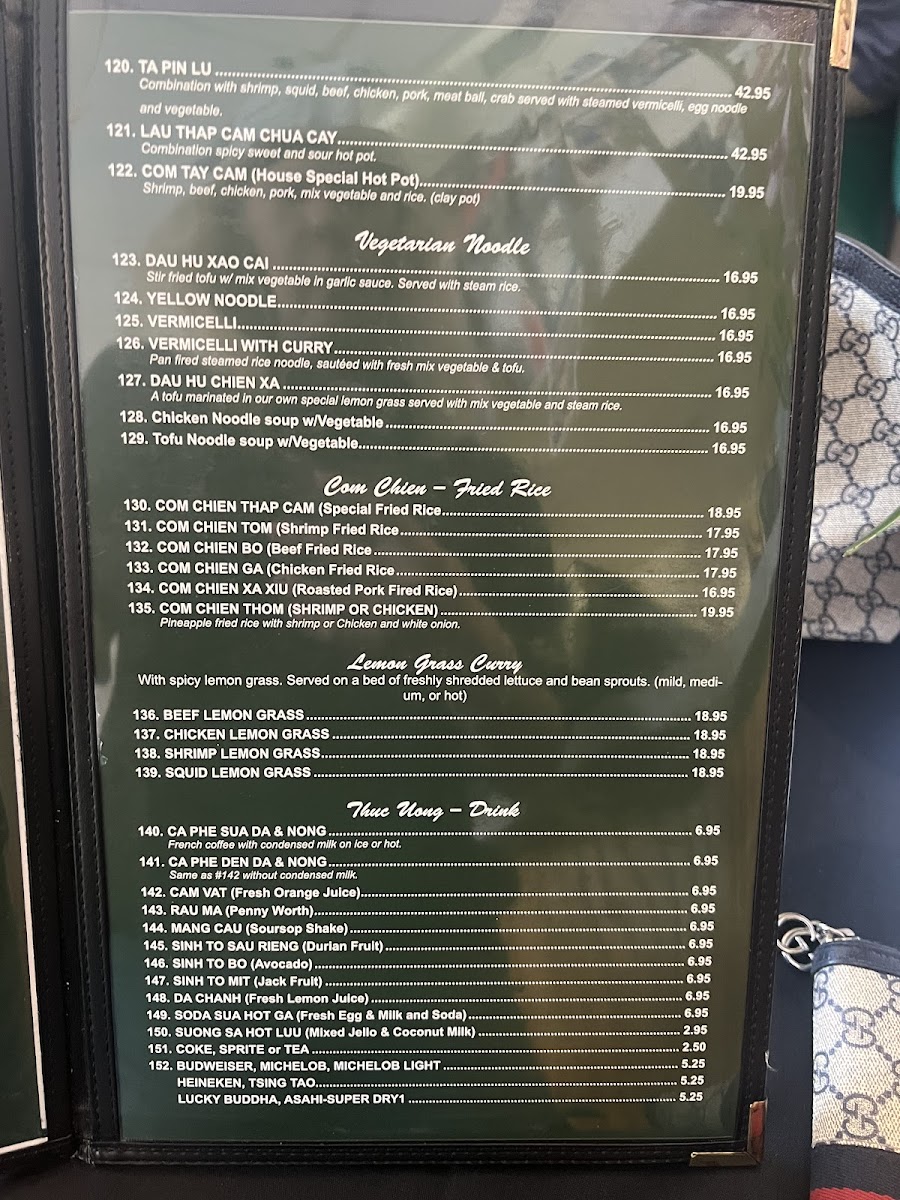 120. TA PIN LU 42.95
Combination with shrimp, squid, beef, chicken, pork, meat ball, crab served with steamed vermicelli, egg noodle
and vegetable.
121. LAU THAP CAM CHUA CAY 42.95
Combination spicy sweet and sour hot pot.
122. COM TAY CAM (House Special Hot Pot) 19.95
Shrimp, beef, chicken, pork, mix vegetable and rice. (clay pot)
Vegetarian Noodle
123. DAU HU XAO CAI 16.95
Stir fried tofu w/ mix vegetable in garlic sauce. Served with steam rice.
124. YELLOW NOODLE 16.95
125. VERMICELLI 16.95
126. VERMICELLI WITH CURRY 16.95
Pan fired steamed rice noodle, sautéed with fresh mix vegetable & tofu.
127. DAU HU CHIEN XA 16.95
A tofu marinated in our own special lemon grass served with mix vegetable and steam rice.
128. Chicken Noodle soup w/Vegetable 16.95
129. Tofu Noodle soup w/Vegetable 16.95
Com Chien – Fried Rice
130. COM CHIEN THAP CAM (Special Fried Rice 18.95
131. COM CHIEN TOM (Shrimp Fried Rice 17.95
132. COM CHIEN BO (Beef Fried Rice 17.95
133. COM CHIEN GA (Chicken Fried Rice 17.95
134. COM CHIEN XA XIU (Roasted Pork Fired Rice) 16.95
135. COM CHIEN THOM (SHRIMP OR CHICKEN) 19.95
Pineapple fried rice with shrimp or Chicken and white onion.
Lemon Grass Curry
With spicy lemon grass. Served on a bed of freshly shredded lettuce and bean sprouts. (mild, medi-
um, or hot)
136. BEEF LEMON GRASS 18.95
137. CHICKEN LEMON GRASS 18.95
138. SHRIMP LEMON GRASS 18.95
139. SQUID LEMON GRASS 18.95
Thuc Uong – Drink
140. CA PHE SUA DA & NONG 6.95
French coffee with condensed milk on ice or hot.
141. CA PHE DEN DA & NONG 6.95
Same as #142 without condensed milk.
142. CAM VAT (Fresh Orange Juice) 6.95
143. RAU MA (Penny Worth) 6.95
144. MANG CAU (Soursop Shake) 6.95
145. SINH TO SAU RIENG (Durian Fruit) 6.95
146. SINH TO BO (Avocado) 6.95
147. SINH TO MIT (Jack Fruit) 6.95
148. DA CHANH (Fresh Lemon Juice) 6.95
149. SODA SUA HOT GA (Fresh Egg & Milk and Soda) 6.95
150. SUONG SA HOT LUU (Mixed Jello & Coconut Milk) 2.95
151. COKE, SPRITE or TEA 2.50
152. BUDWEISER, MICHELOB, MICHELOB LIGHT 5.25
HEINEKEN, TSING TAO 5.25
LUCKY BUDDHA, ASAHI-SUPER DRY1 5.25